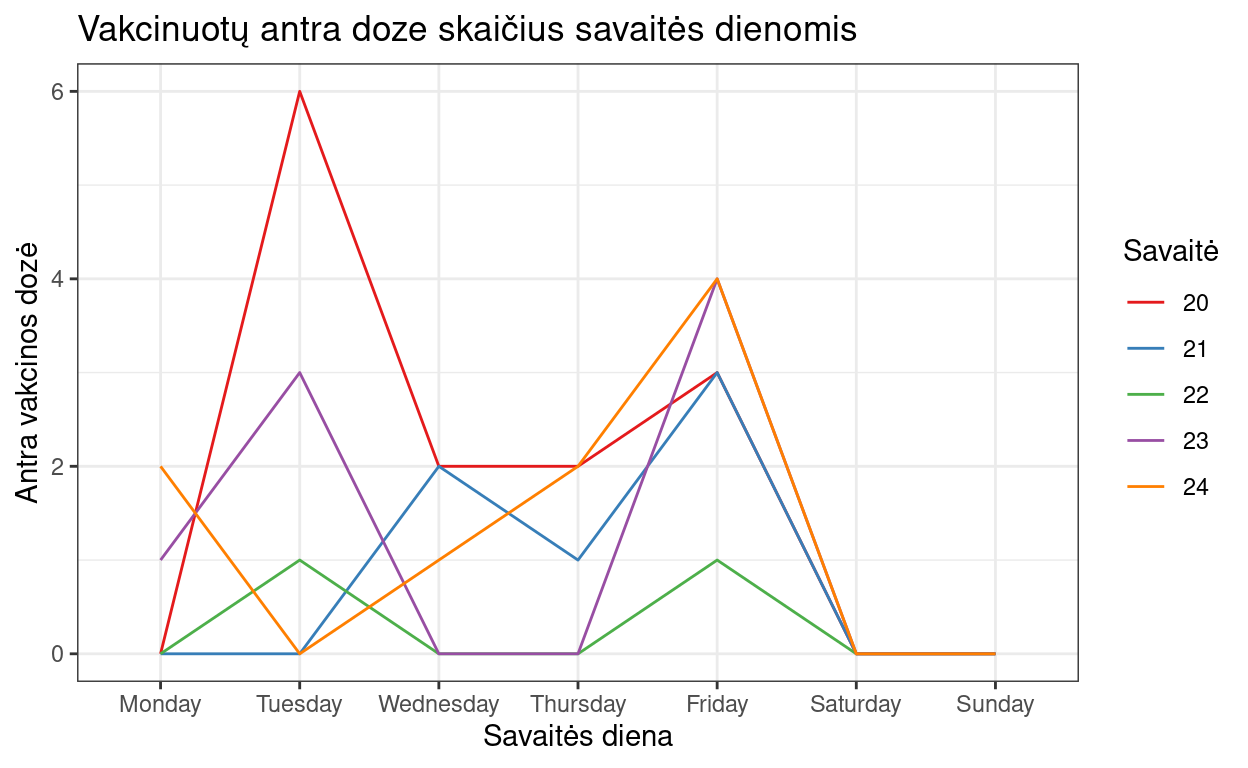 Vakcinuotų antra doze skaičius savaitės dienomis
Antra vakcinos dozė
6
4
2
0
Monday Tuesday Wednesday Thursday Friday Saturday Sunday
Savaitės diena
Savaitė
20
21
22
23
24